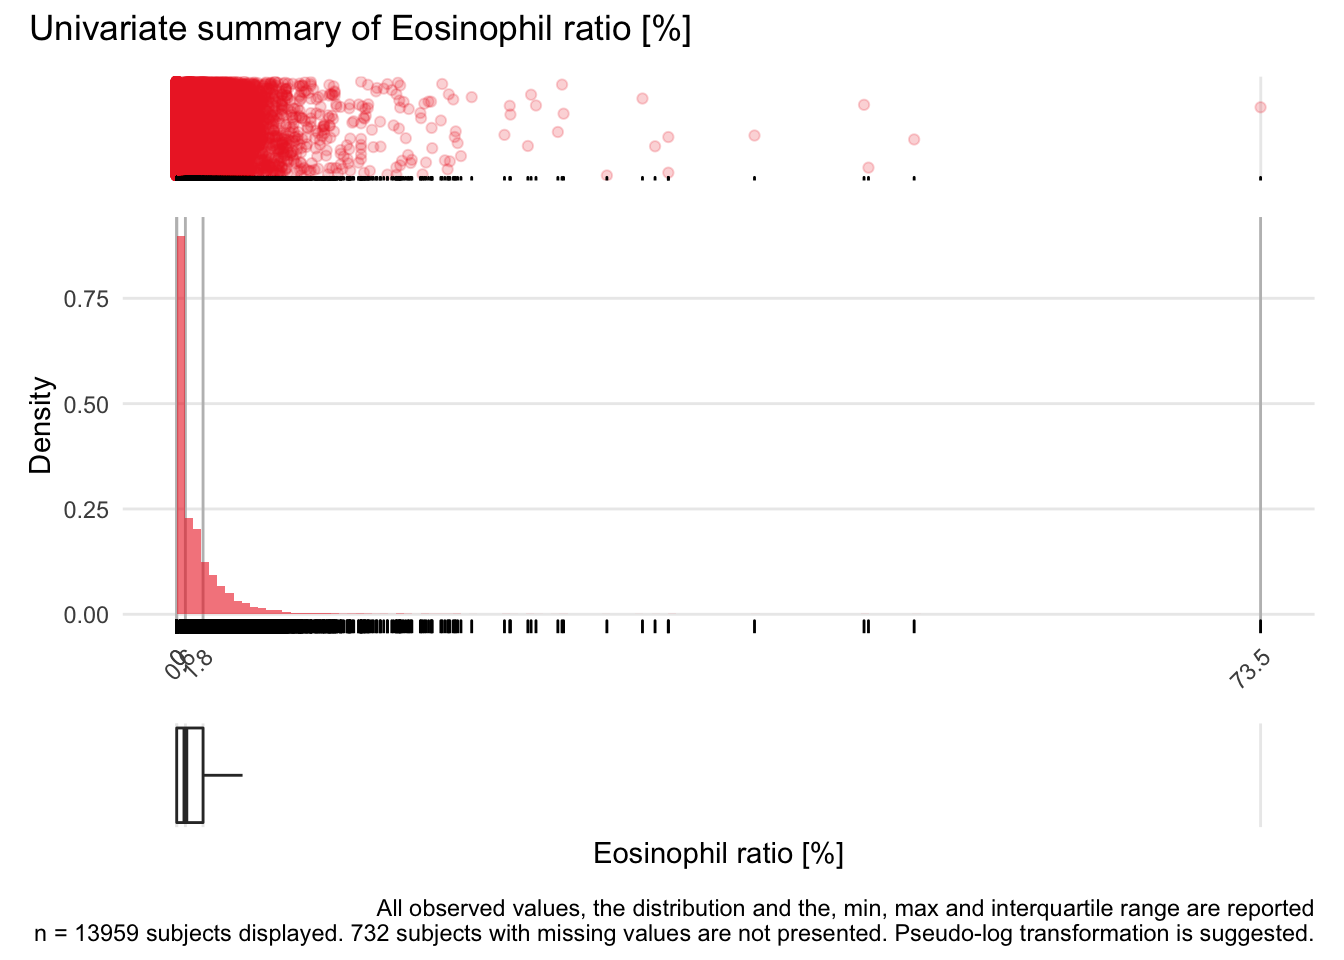 Univariate summary of Eosinophil ratio [%]
Density
0.75
0.50
0.25
0.00
1.8
73.5
Eosinophil ratio [%]
All observed values, the distribution and the, min, max and interquartile range are reported
n = 13959 subjects displayed. 732 subjects with missing values are not presented. Pseudo-log transformation is suggested.